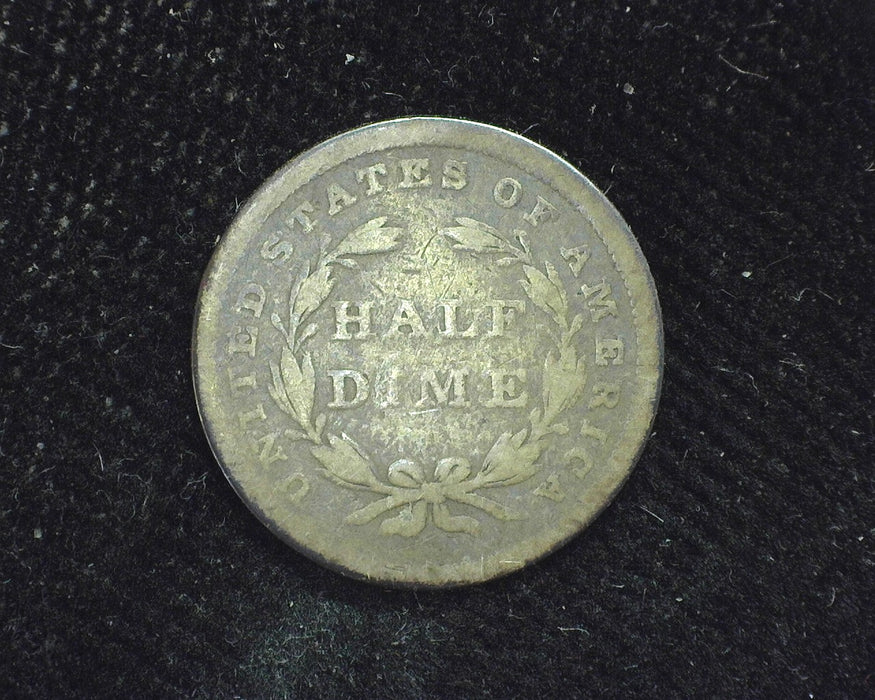 UNITED STATES OF AMERICA
HALF
DIME